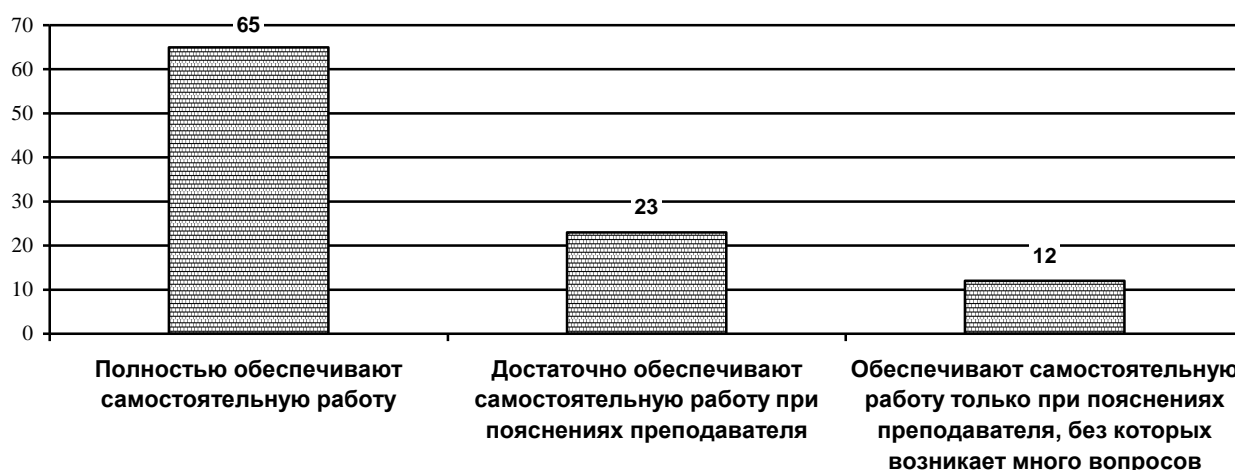 70
65
60
50
40
30
23
20
12
10
0
Полностью обеспечивают
самостоятельную работу
Достаточно обеспечивают
самостоятельную работу при
пояснениях преподавателя
Обеспечивают самостоятельную
работу только при пояснениях
преподавателя, без которых
возникает много вопросов